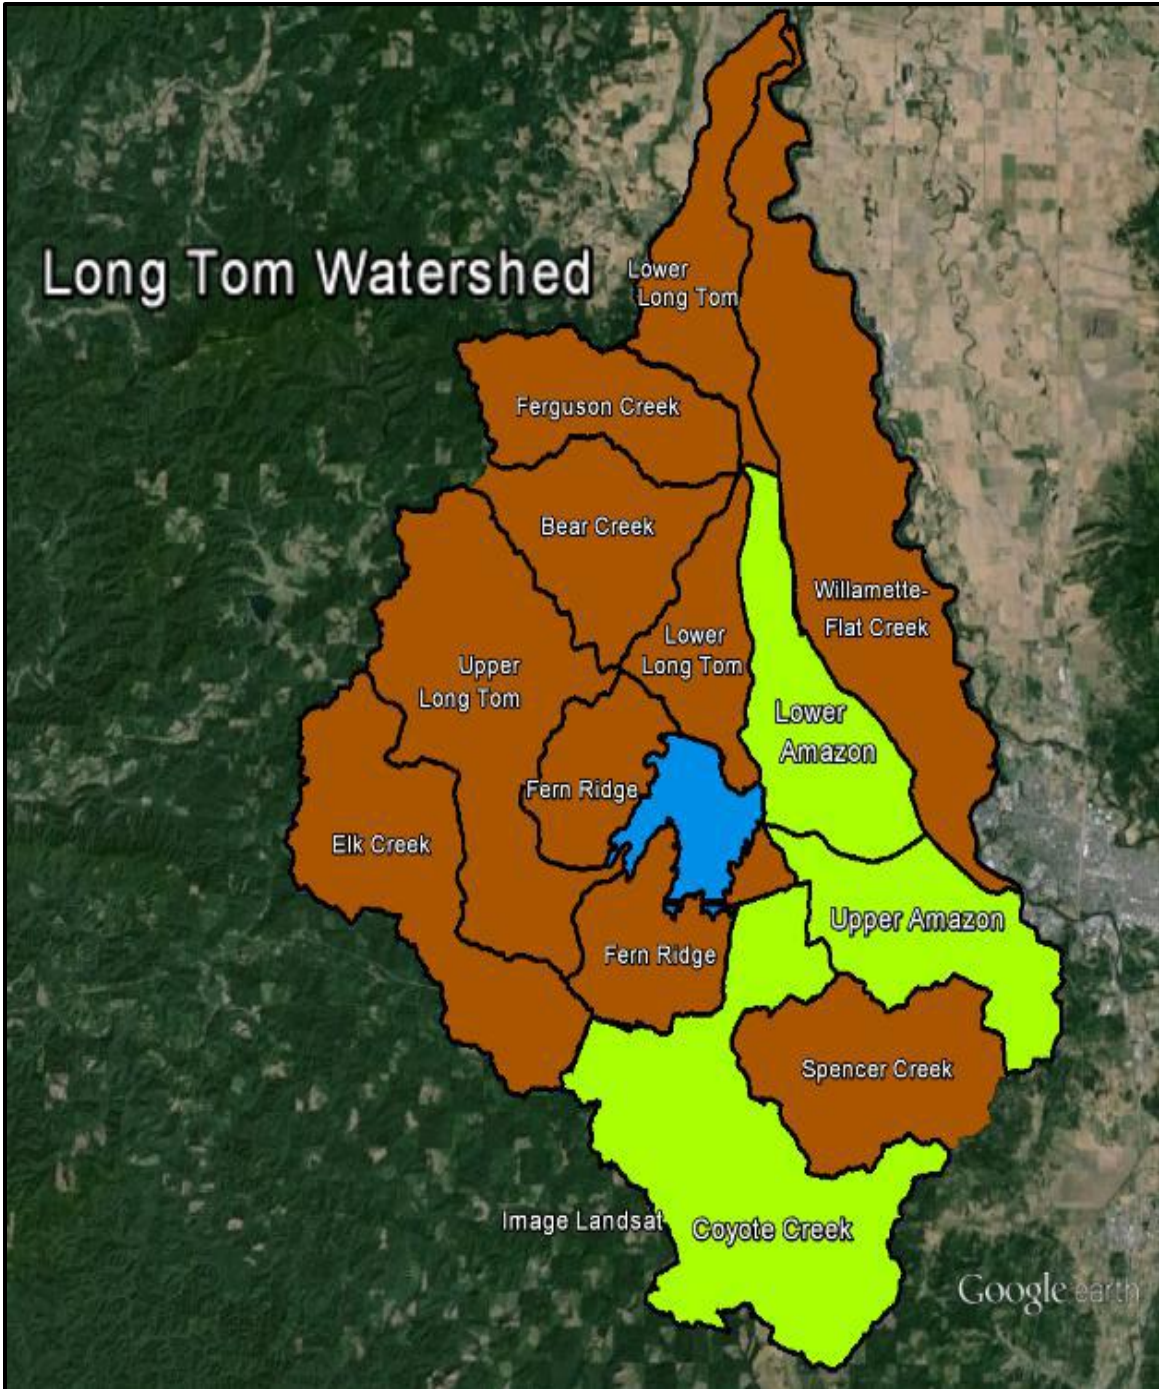 Long Tom Watershed
Lower
Long Tom
Ferguson Creek
Bear Creek
Willamette-
Flat Creek
Lower
Long Tom
Upper
Long Tom
Lower
Amazon
Fern Ridge
Elk Creek
Upper Amazon
Fern Ridge
Spencer Creek
Image Landsat
Coyote Creek
Google earth